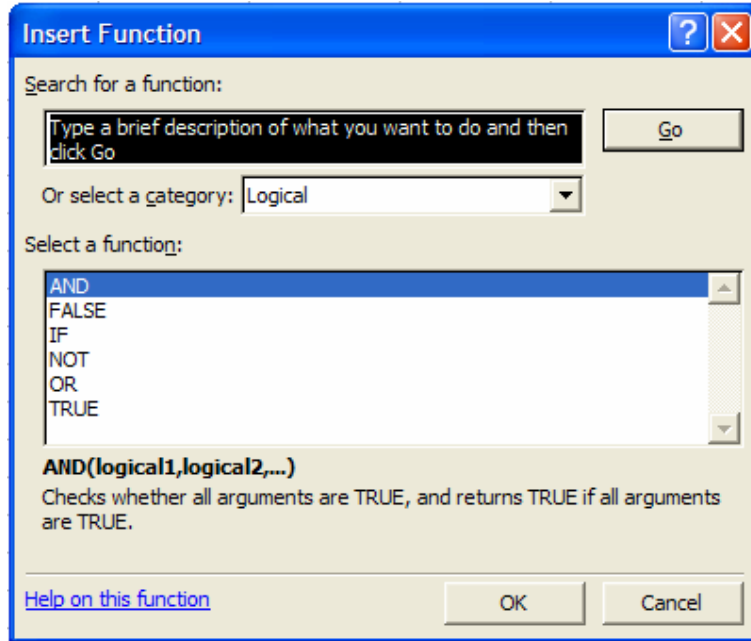 Insert Function
?
Search for a function:
Type a brief description of what you want to do and then
click Go
Go
Or select a category: Logical
Select a function:
AND
FALSE
IF
NOT
OR
TRUE
AND(logical1,logical2,...)
Checks whether all arguments are TRUE, and returns TRUE if all arguments
are TRUE.
Help on this function
OK
Cancel